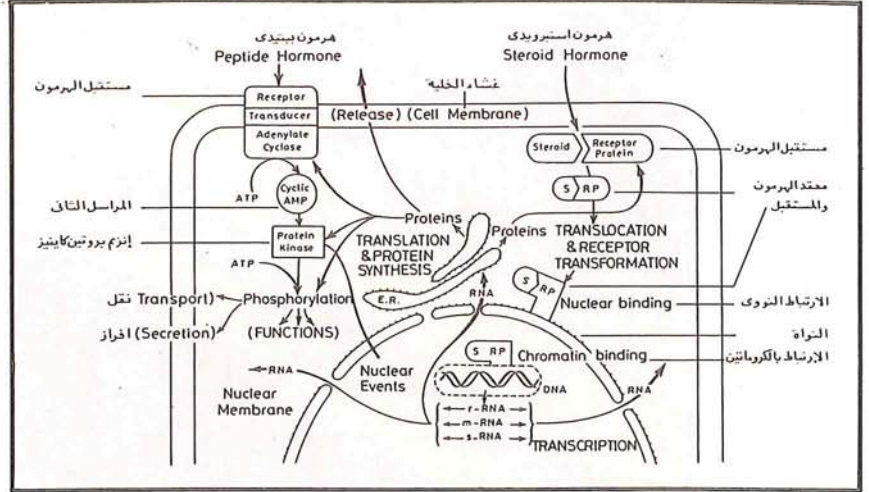 هرمون ببتيدى
Peptide Hormone
هرمون استيرويدى
Steroid Hormone
غشاء الخلية
(Release) (Cell Membrane)
مستقبل الهرمون
Receptor
Transducer
Adenylate
Cyclase
ATP
Cyclic
AMP
المراسل الثانى
Protein
Kinase
إنزيم بروتين كاينيز
ATP
Phosphorylation
نقل (Transport
افراز (Secretion)
(FUNCTIONS)
Proteins
TRANSLATION
& PROTEIN
SYNTHESIS
E.R.
RNA
Proteins
Steroid
Receptor
Protein
مستقبل الهرمون
S RP
معقد الهرمون
والمستقبل
TRANSLOCATION
& RECEPTOR
TRANSFORMATION
S RP
Nuclear binding
الارتباط النووى
النواة
S RP
Chromatin binding
الإرتباط بالكروماتين
DNA
RNA
Nuclear
Membrane
Nuclear
Events
r-RNA
m-RNA
s-RNA
TRANSCRIPTION
RNA